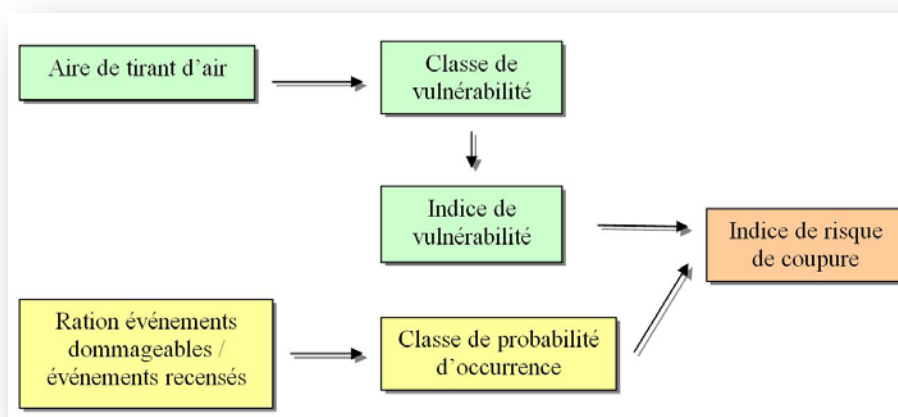 Aire de tirant d'air
Classe de
vulnérabilité
Indice de
vulnérabilité
Indice de risque
de coupure
Ration événements
dommageables /
événements recensés
Classe de probabilité
d'occurrence